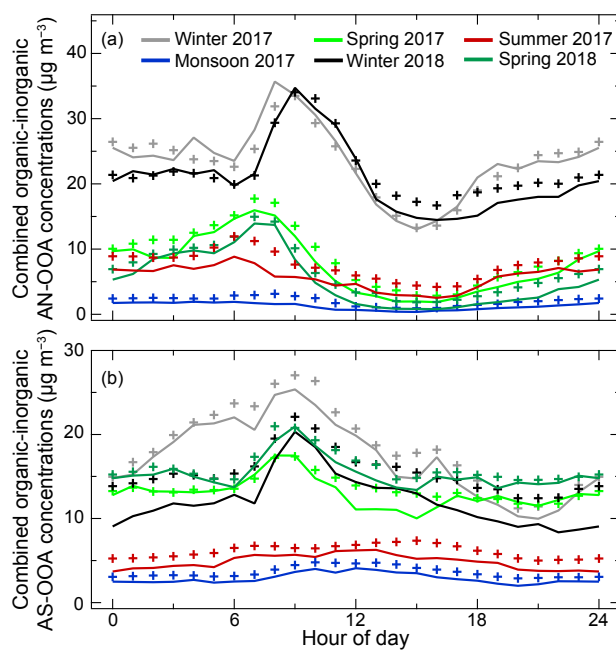 (a)
Winter 2017 Spring 2017 Summer 2017
Monsoon 2017 Winter 2018 Spring 2018
Combined organic-inorganic
AN-OOA concentrations (µg m⁻³)
40
30
20
10
0
(b)
Combined organic-inorganic
AS-OOA concentrations (µg m⁻³)
30
20
10
0
0 6 12 18 24
Hour of day